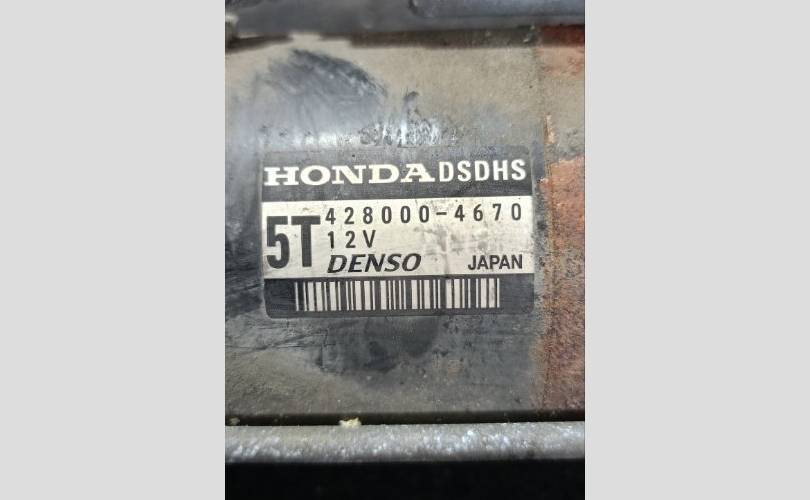 HONDA DSDHS
5T 428000-4670
12V
DENSO JAPAN